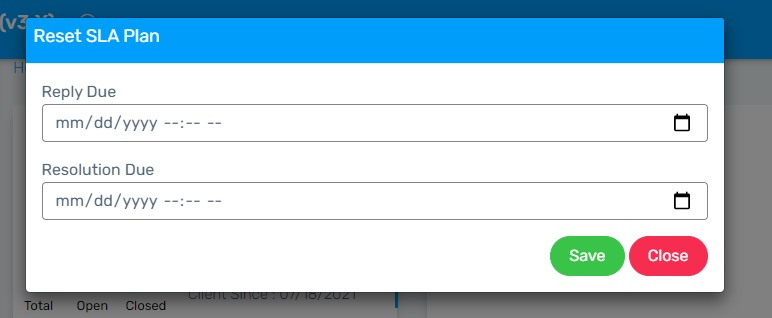 (v3.X)
Reset SLA Plan
Reply Due
mm/dd/yyyy --:-- --
Resolution Due
mm/dd/yyyy --:-- --
Save Close
Client Since : 07/18/2021
Total Open Closed